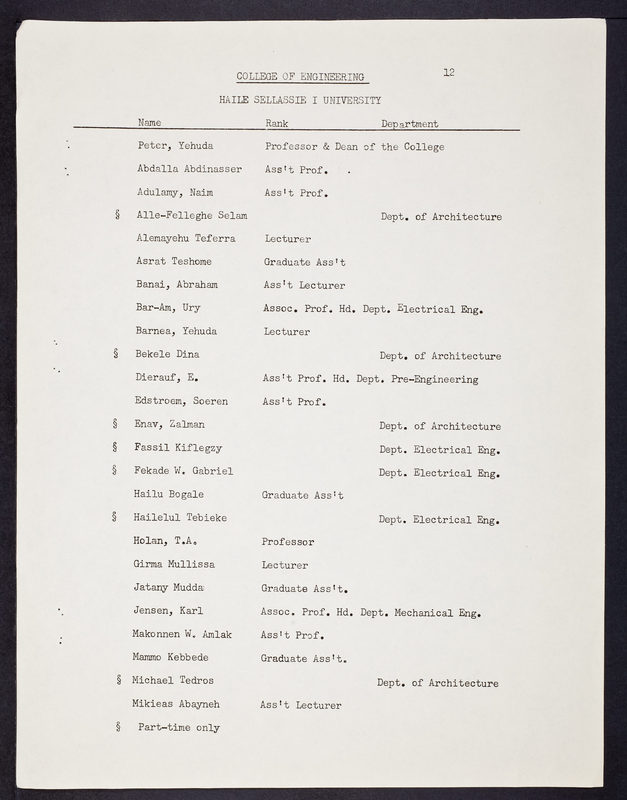 COLLEGE OF ENGINEERING 12
HAILE SELLASSIE I UNIVERSITY
Name Rank Department
Peter, Yehuda Professor & Dean of the College
Abdalla Abdinasser Ass't Prof.
Adulamy, Naim Ass't Prof.
§ Alle-Felleghe Selam Dept. of Architecture
Alemayehu Teferra Lecturer
Asrat Teshome Graduate Ass't
Banai, Abraham Ass't Lecturer
Bar-Am, Ury Assoc. Prof. Hd. Dept. Electrical Eng.
Barnea, Yehuda Lecturer
§ Bekele Dina Dept. of Architecture
Dierauf, E. Ass't Prof. Hd. Dept. Pre-Engineering
Edstroem, Soeren Ass't Prof.
§ Enav, Zalman Dept. of Architecture
§ Fassil Kiflegzy Dept. Electrical Eng.
§ Fekade W. Gabriel Dept. Electrical Eng.
Hailu Bogale Graduate Ass't
§ Hailelul Tebieke Dept. Electrical Eng.
Holan, T.A. Professor
Girma Mullissa Lecturer
Jatany Mudda Graduate Ass't.
Jensen, Karl Assoc. Prof. Hd. Dept. Mechanical Eng.
Makonnen W. Amlak Ass't Prof.
Mammo Kebbede Graduate Ass't.
§ Michael Tedros Dept. of Architecture
Mikieas Abayneh Ass't Lecturer
§ Part-time only